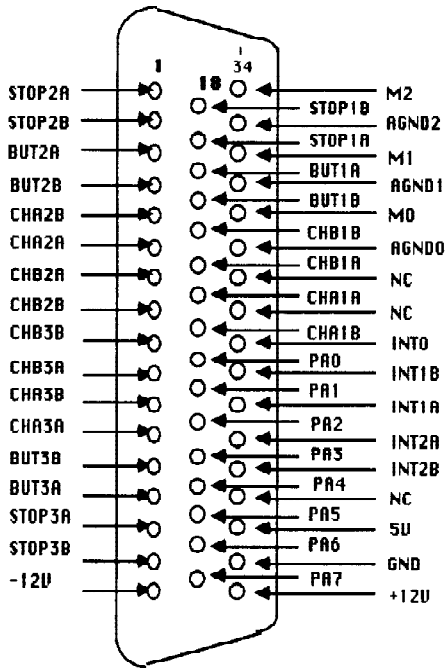 1
18
34
STOP2A
STOP2B
BUT2A
BUT2B
CHA2B
CHA2A
CHB2A
CHB2B
CHB3B
CHB3A
CHA3B
CHA3A
BUT3B
BUT3A
STOP3A
STOP3B
-12V
STOP1B
STOP1A
BUT1A
BUT1B
CHB1B
CHB1A
CHA1A
CHA1B
PA0
PA1
PA2
PA3
PA4
PA5
PA6
PA7
M2
AGND2
M1
AGND1
M0
AGND0
NC
NC
INT0
INT1B
INT1A
INT2A
INT2B
NC
5V
GND
+12V